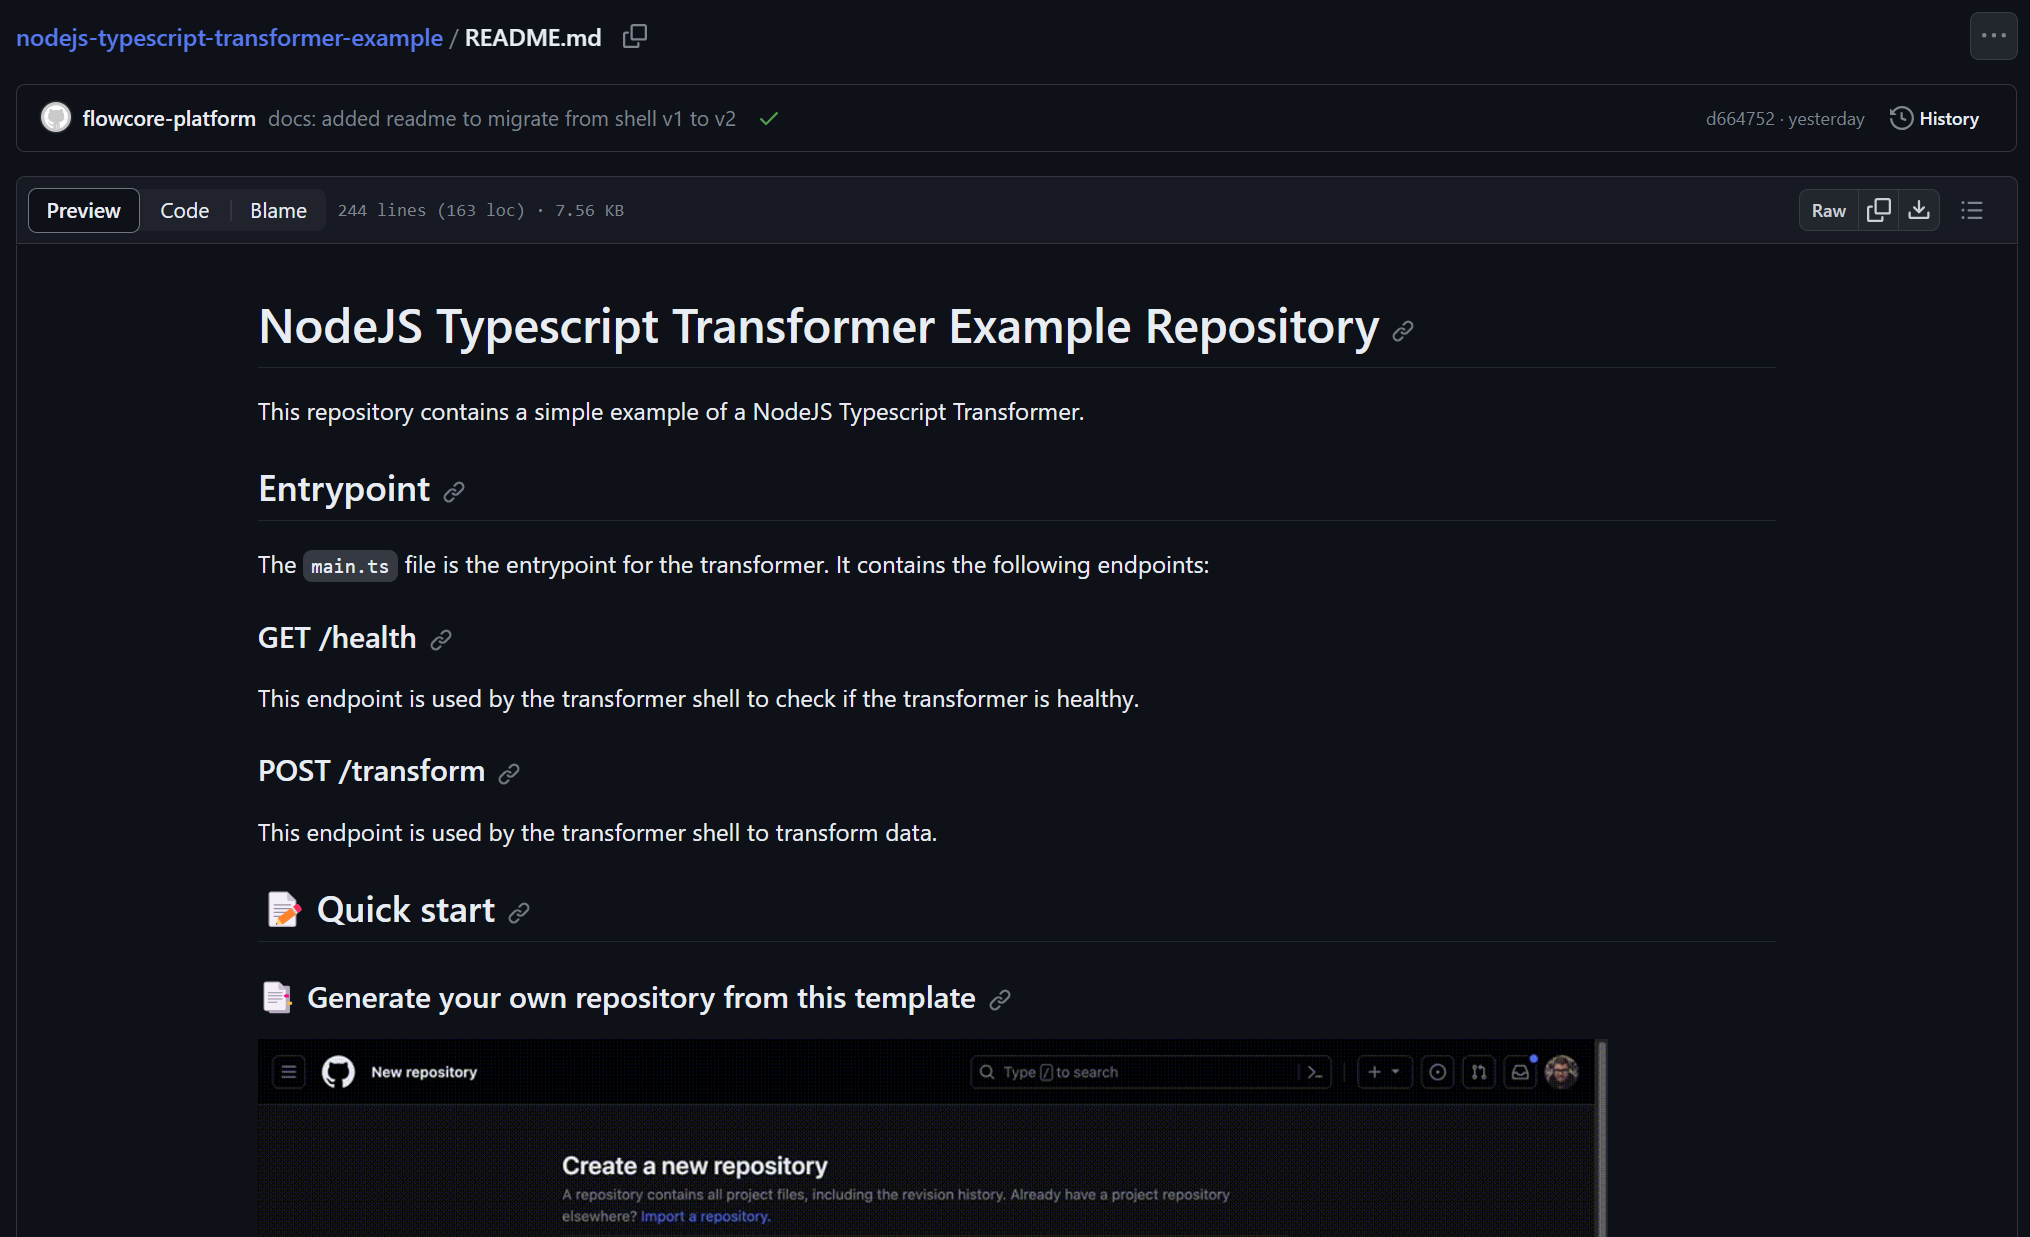 nodejs-typescript-transformer-example / README.md
flowcore-platform docs: added readme to migrate from shell v1 to v2
d664752 · yesterday History
Preview Code Blame 244 lines (163 loc) · 7.56 KB Raw
NodeJS Typescript Transformer Example Repository
This repository contains a simple example of a NodeJS Typescript Transformer.
Entrypoint
The main.ts file is the entrypoint for the transformer. It contains the following endpoints:
GET /health
This endpoint is used by the transformer shell to check if the transformer is healthy.
POST /transform
This endpoint is used by the transformer shell to transform data.
Quick start
Generate your own repository from this template
New repository Type / to search
Create a new repository
A repository contains all project files, including the revision history. Already have a project repository
elsewhere? Import a repository.